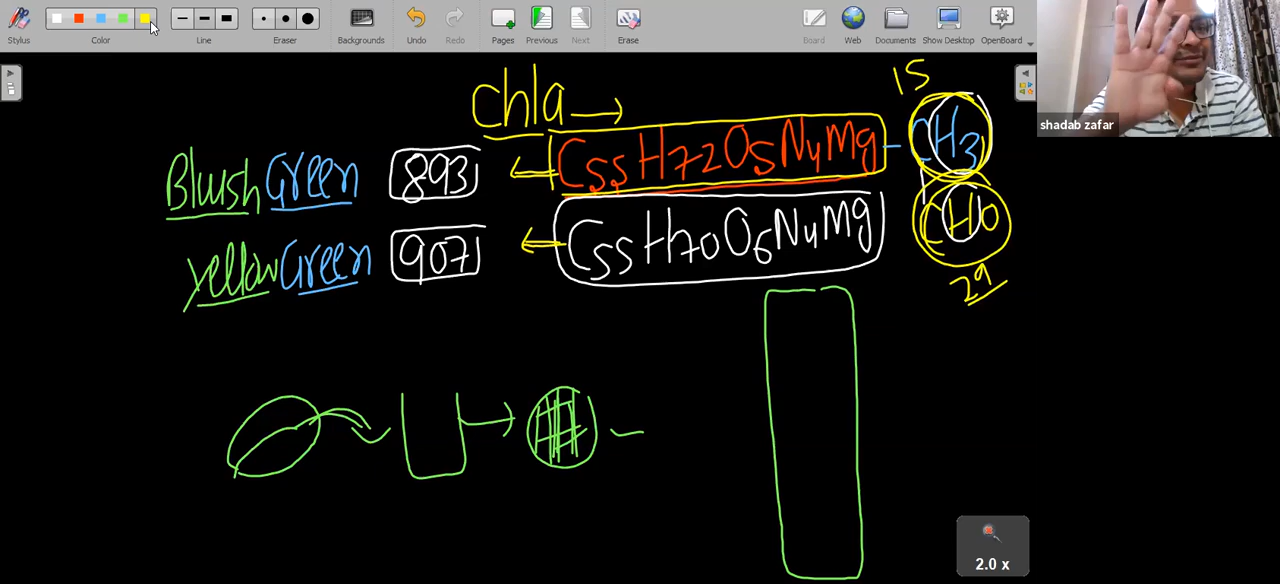 Stylus
Color
Line
Eraser
Backgrounds
Undo
Redo
Pages
Previous
Next
Erase
Board
Web
Documents
Show Desktop
OpenBoard
shadab zafar
chla →
15
Bluish Green 893 ← C55H72O5N4Mg - CH3
Yellow Green 907 ← C55H70O6N4Mg CHO
29
2.0 x